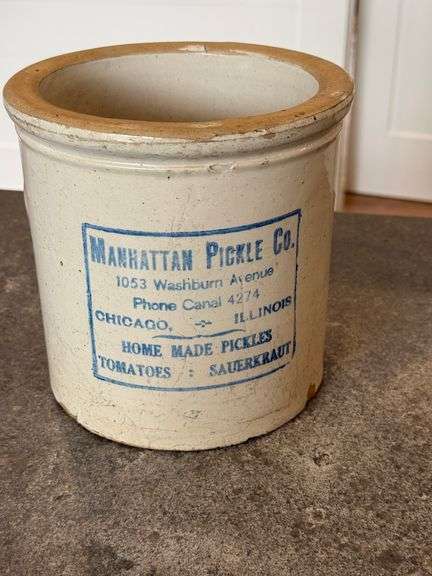 MANHATTAN PICKLE CO.
1053 Washburn Avenue
Phone Canal 4274
CHICAGO, ILLINOIS
HOME MADE PICKLES
TOMATOES : SAUERKRAUT